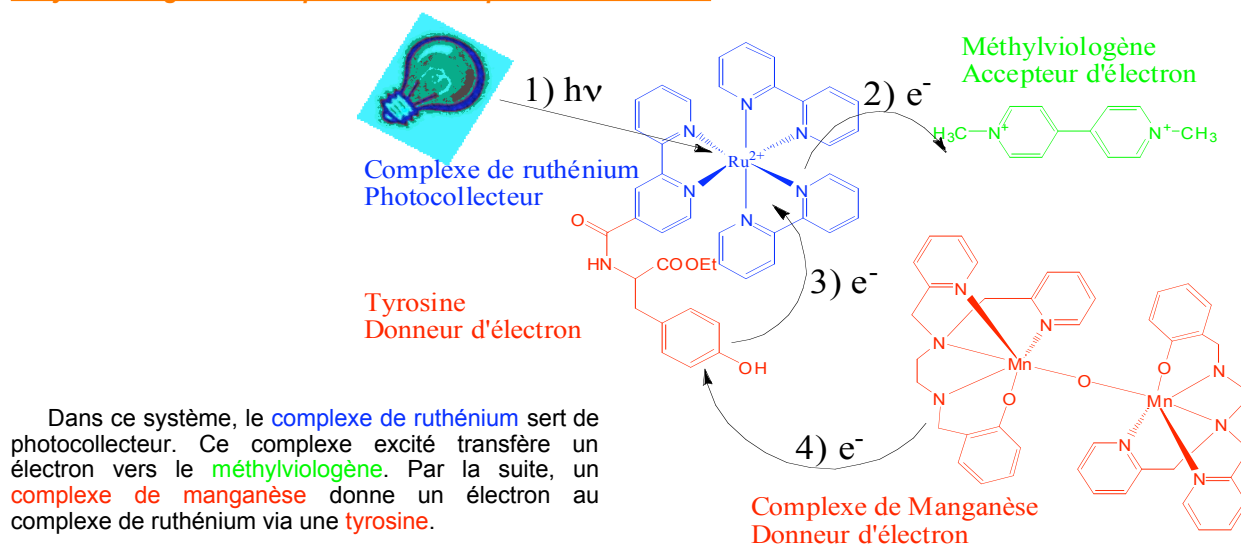 1) hν
Méthylviologène
Accepteur d'électron
2) e⁻
H₃C
N⁺
N⁺
CH₃
Complexe de ruthénium
Photocollecteur
N
N
N
N
N
N
Ru²⁺
O
HN
COOEt
OH
3) e⁻
Tyrosine
Donneur d'électron
N
N
N
N
Mn
O
O
O
Mn
N
N
N
N
4) e⁻
Complexe de Manganèse
Donneur d'électron
Dans ce système, le complexe de ruthénium sert de
photocollecteur. Ce complexe excité transfère un
électron vers le méthylviologène. Par la suite, un
complexe de manganèse donne un électron au
complexe de ruthénium via une tyrosine.